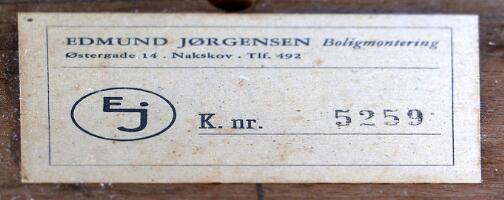 EDMUND JØRGENSEN Boligmontering
Østergade 14 . Nakskov . Tlf. 492
EJ
K. nr. 5259